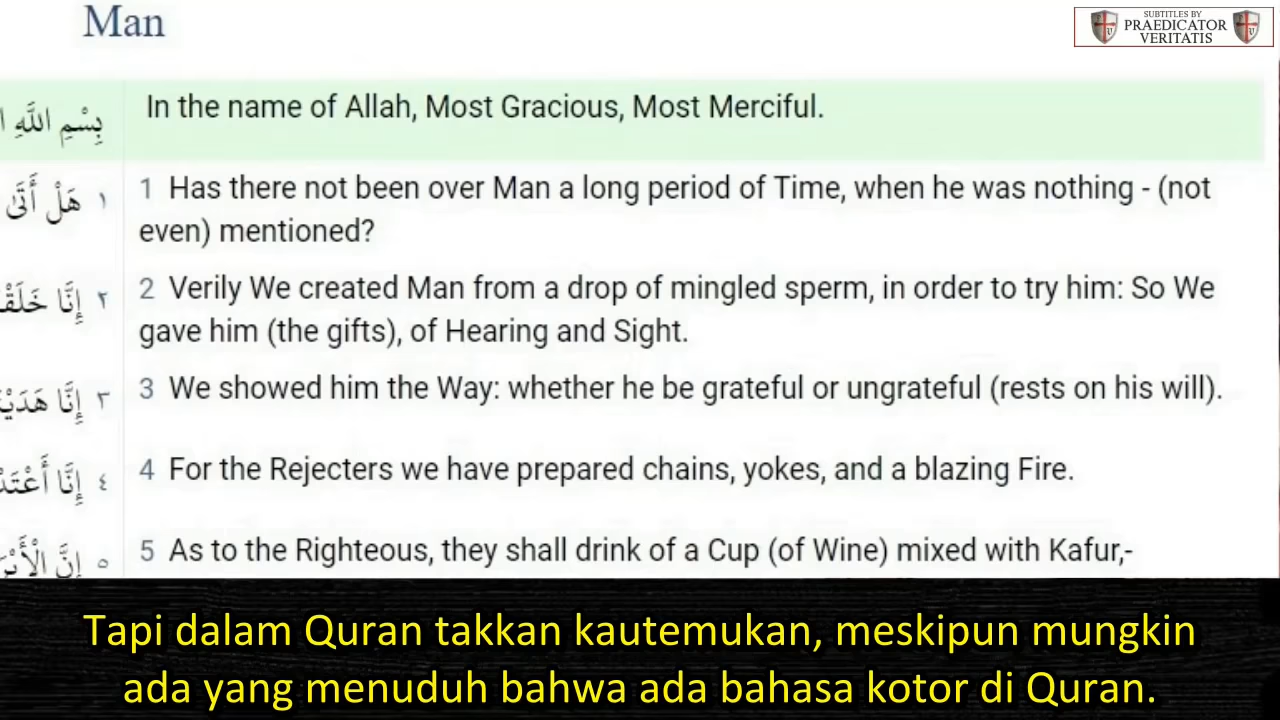 Man
SUBTITLES BY
PRAEDICATOR
VERITATIS
بِسْمِ اللَّهِ
In the name of Allah, Most Gracious, Most Merciful.
١ هَلْ أَتَىٰ
1 Has there not been over Man a long period of Time, when he was nothing - (not
even) mentioned?
٢ إِنَّا
2 Verily We created Man from a drop of mingled sperm, in order to try him: So We
gave him (the gifts), of Hearing and Sight.
٣ إِنَّا
3 We showed him the Way: whether he be grateful or ungrateful (rests on his will).
٤ إِنَّا
4 For the Rejecters we have prepared chains, yokes, and a blazing Fire.
٥ إِنَّ
5 As to the Righteous, they shall drink of a Cup (of Wine) mixed with Kafur,-
Tapi dalam Quran takkan kautemukan, meskipun mungkin
ada yang menuduh bahwa ada bahasa kotor di Quran.